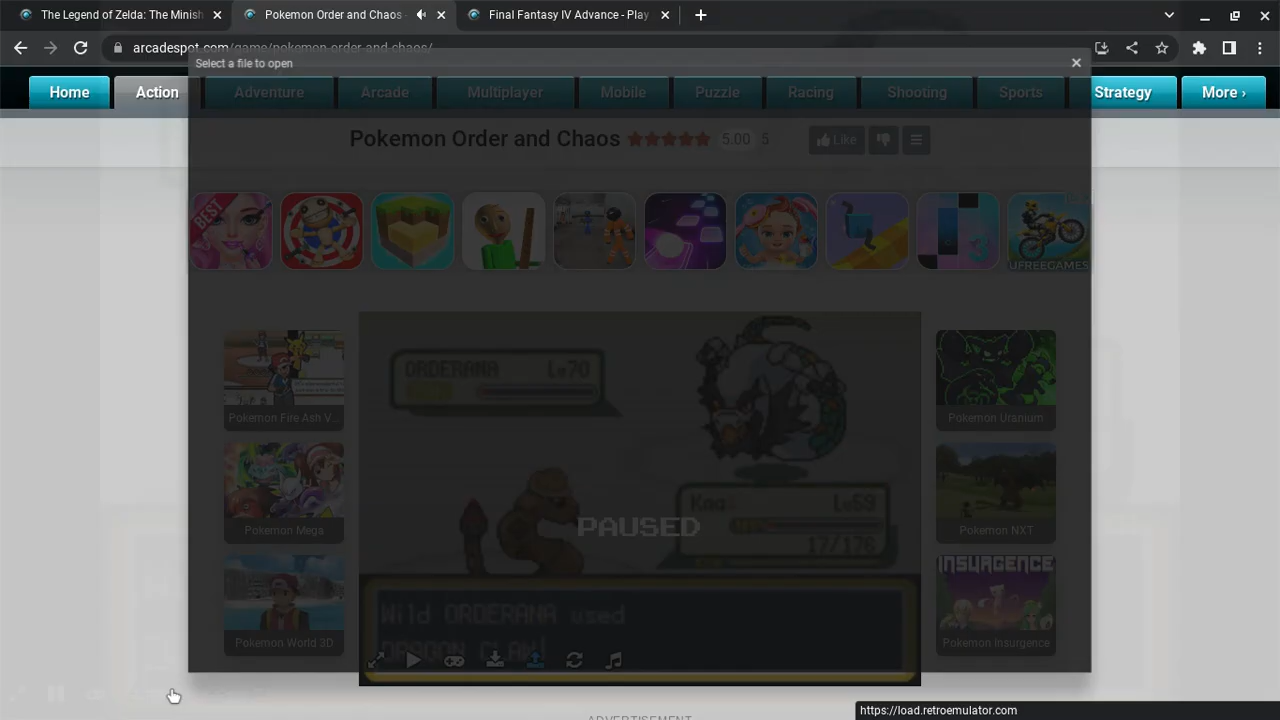 The Legend of Zelda: The Minish
Pokemon Order and Chaos -
Final Fantasy IV Advance - Play
arcadespot.com/game/pokemon-order-and-chaos/
Select a file to open
Home
Action
Adventure
Arcade
Multiplayer
Mobile
Puzzle
Racing
Shooting
Sports
Strategy
More ›
Pokemon Order and Chaos
5.00
5
Like
BEST
3
UFREEGAMES
Pokemon Fire Ash V...
Pokemon Mega
Pokemon World 3D
ORDERANA Lv70
Kaa Lv59
17/176
PAUSED
Wild ORDERANA used
DRAGON CLAW!
Pokemon Uranium
Pokemon NXT
INSURGENCE
Pokemon Insurgence
ADVERTISEMENT
https://load.retroemulator.com